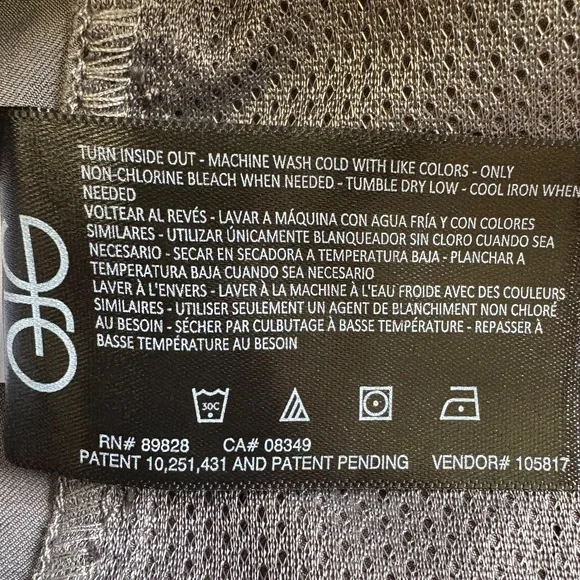 TURN INSIDE OUT - MACHINE WASH COLD WITH LIKE COLORS - ONLY
NON-CHLORINE BLEACH WHEN NEEDED - TUMBLE DRY LOW - COOL IRON WHEN
NEEDED
VOLTEAR AL REVÉS - LAVAR A MÁQUINA CON AGUA FRÍA Y CON COLORES
SIMILARES - UTILIZAR ÚNICAMENTE BLANQUEADOR SIN CLORO CUANDO SEA
NECESARIO - SECAR EN SECADORA A TEMPERATURA BAJA - PLANCHAR A
TEMPERATURA BAJA CUANDO SEA NECESARIO
LAVER À L'ENVERS - LAVER À LA MACHINE À L'EAU FROIDE AVEC DES COULEURS
SIMILAIRES - UTILISER SEULEMENT UN AGENT DE BLANCHIMENT NON CHLORÉ
AU BESOIN - SÉCHER PAR CULBUTAGE À BASSE TEMPÉRATURE - REPASSER À
BASSE TEMPÉRATURE AU BESOIN
30C
RN# 89828 CA# 08349
PATENT 10,251,431 AND PATENT PENDING VENDOR# 105817